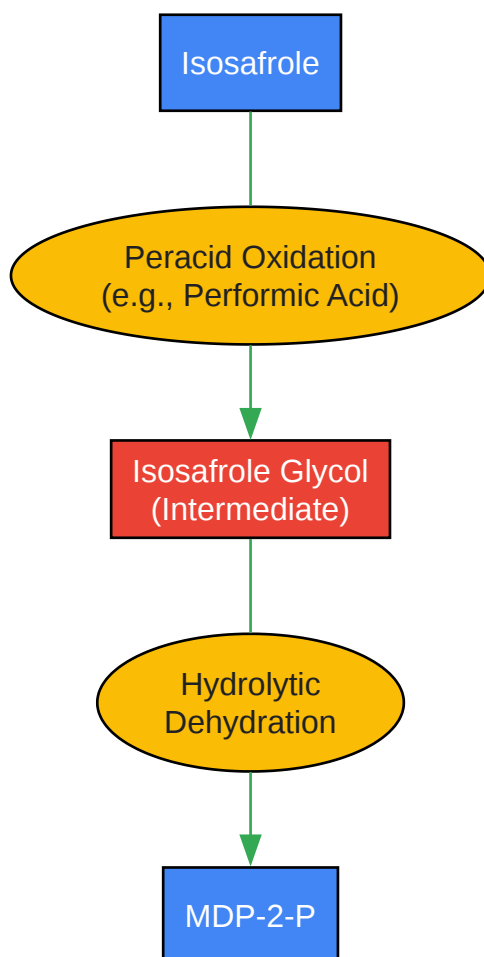 Isosafrole
Peracid Oxidation
(e.g., Performic Acid)
Isosafrole Glycol
(Intermediate)
Hydrolytic
Dehydration
MDP-2-P